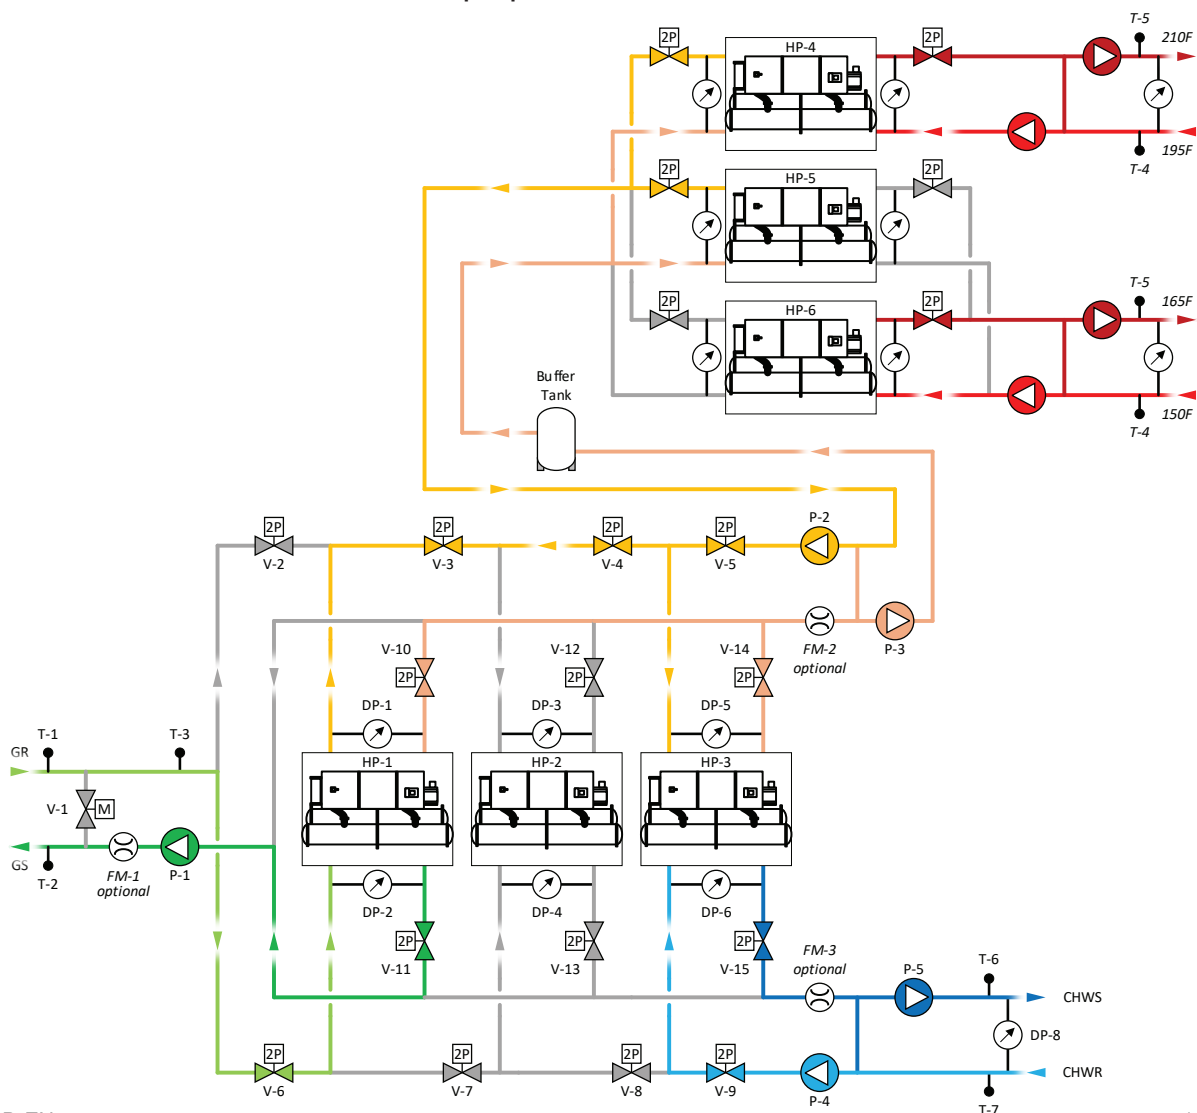 T-5
210F
2P
HP-4
2P
195F
T-4
2P
HP-5
2P
T-5
165F
2P
HP-6
2P
150F
T-4
Buffer
Tank
2P
V-2
2P
V-3
2P
V-4
2P
V-5
P-2
V-10
2P
V-12
2P
V-14
2P
FM-2
optional
P-3
DP-1
DP-3
DP-5
GR
T-1
T-3
HP-1
HP-2
HP-3
V-1
M
GS
T-2
FM-1
optional
P-1
DP-2
DP-4
DP-6
2P
V-11
2P
V-13
2P
V-15
FM-3
optional
P-5
T-6
CHWS
DP-8
2P
V-6
2P
V-7
2P
V-8
2P
V-9
P-4
CHWR
T-7